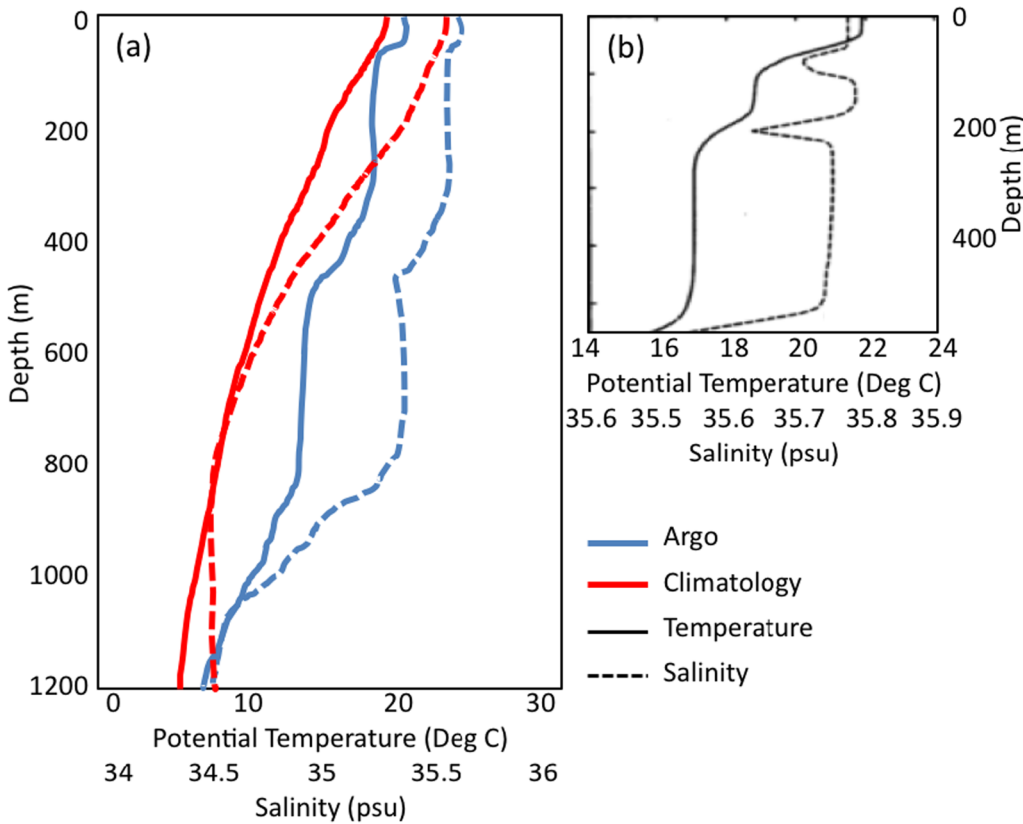 (a)
0
200
400
600
800
1000
1200
Depth (m)
0 10 20 30
Potential Temperature (Deg C)
34 34.5 35 35.5 36
Salinity (psu)
(b)
0
200
400
Depth (m)
14 16 18 20 22 24
Potential Temperature (Deg C)
35.6 35.5 35.6 35.7 35.8 35.9
Salinity (psu)
Argo
Climatology
Temperature
Salinity